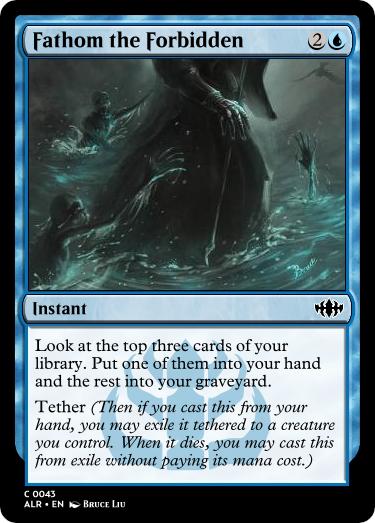 Fathom the Forbidden 2
Instant
Look at the top three cards of your
library. Put one of them into your hand
and the rest into your graveyard.
Tether (Then if you cast this from your
hand, you may exile it tethered to a creature
you control. When it dies, you may cast this
from exile without paying its mana cost.)
C 0043
ALR • EN Bruce Liu